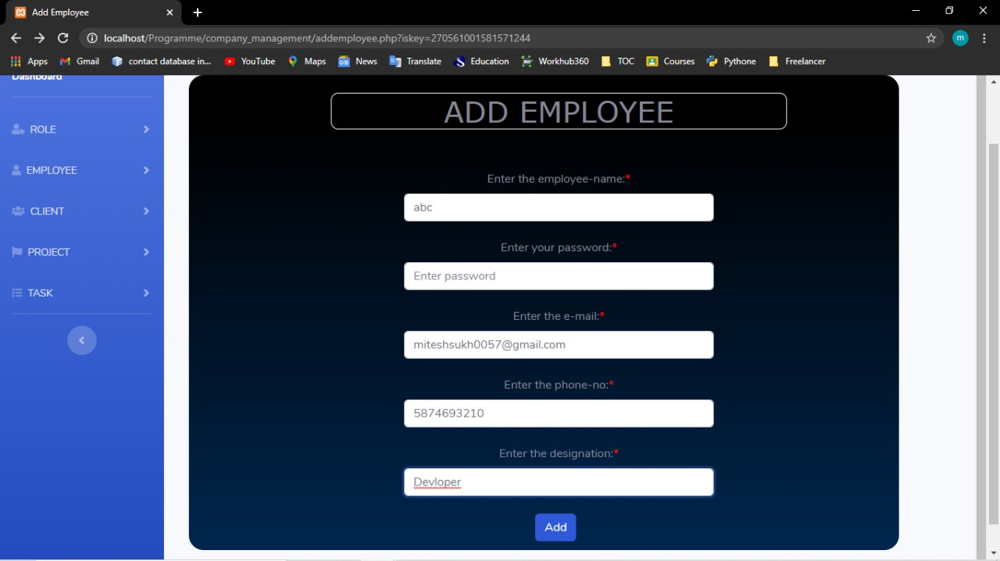 Add Employee
localhost/Programme/company_management/addemployee.php?iskey=270561001581571244
m
Apps Gmail contact database in... YouTube Maps News Translate Education Workhub360 TOC Courses Pythone Freelancer
Dashboard
ROLE
EMPLOYEE
CLIENT
PROJECT
TASK
ADD EMPLOYEE
Enter the employee-name:*
abc
Enter your password:*
Enter password
Enter the e-mail:*
miteshsukh0057@gmail.com
Enter the phone-no:*
5874693210
Enter the designation:*
Devloper
Add